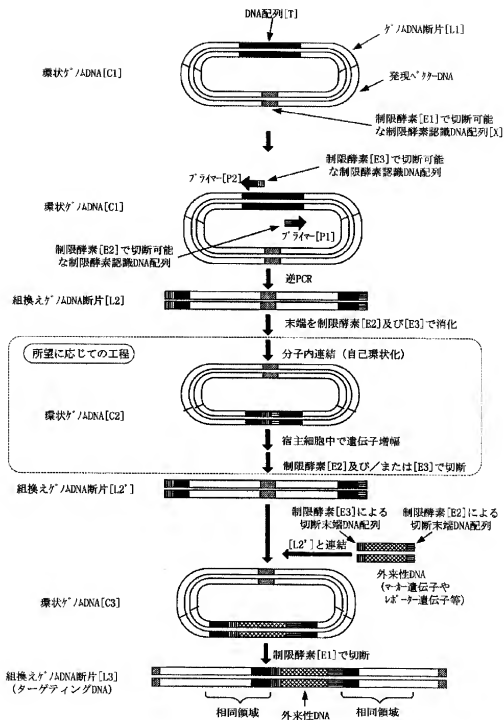 DNA配列[T]
ゲノムDNA断片[L1]
環状ゲノムDNA[C1]
発現ベクターDNA
制限酵素[E1]で切断可能
な制限酵素認識DNA配列[X]
制限酵素[E3]で切断可能
な制限酵素認識DNA配列
プライマー[P2]
環状ゲノムDNA[C1]
プライマー[P1]
制限酵素[E2]で切断可能
な制限酵素認識DNA配列
逆PCR
組換えゲノムDNA断片[L2]
末端を制限酵素[E2]及び[E3]で消化
所望に応じての工程
分子内連結(自己環状化)
環状ゲノムDNA[C2]
宿主細胞中で遺伝子増幅
制限酵素[E2]及び/または[E3]で切断
組換えゲノムDNA断片[L2']
制限酵素[E3]による
切断末端DNA配列
制限酵素[E2]による
切断末端DNA配列
[L2']と連結
外来性DNA
(マーカー遺伝子や
レポーター遺伝子等)
環状ゲノムDNA[C3]
制限酵素[E1]で切断
組換えゲノムDNA断片[L3]
(ターゲティングDNA)
相同領域
外来性DNA
相同領域